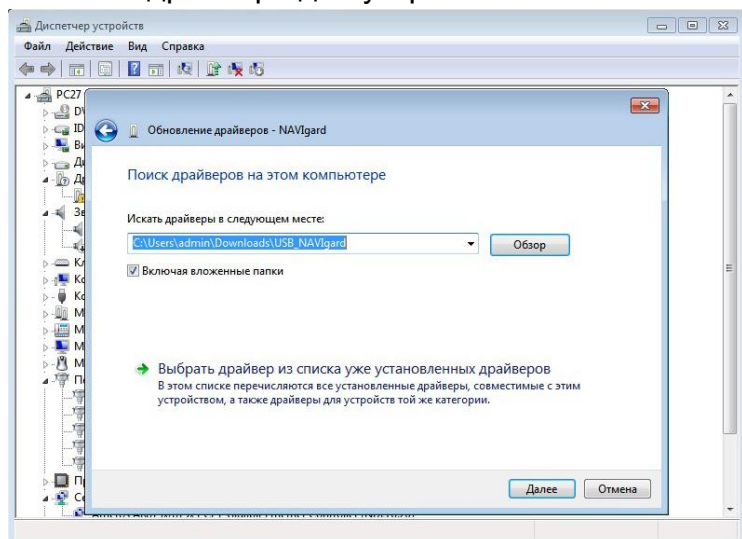 Диспетчер устройств
Файл Действие Вид Справка
PC27
Обновление драйверов - NAVIgard
Поиск драйверов на этом компьютере
Искать драйверы в следующем месте:
C:\Users\admin\Downloads\USB_NAVIgard
Обзор
Включая вложенные папки
Выбрать драйвер из списка уже установленных драйверов
В этом списке перечисляются все установленные драйверы, совместимые с этим
устройством, а также драйверы для устройств той же категории.
Далее Отмена